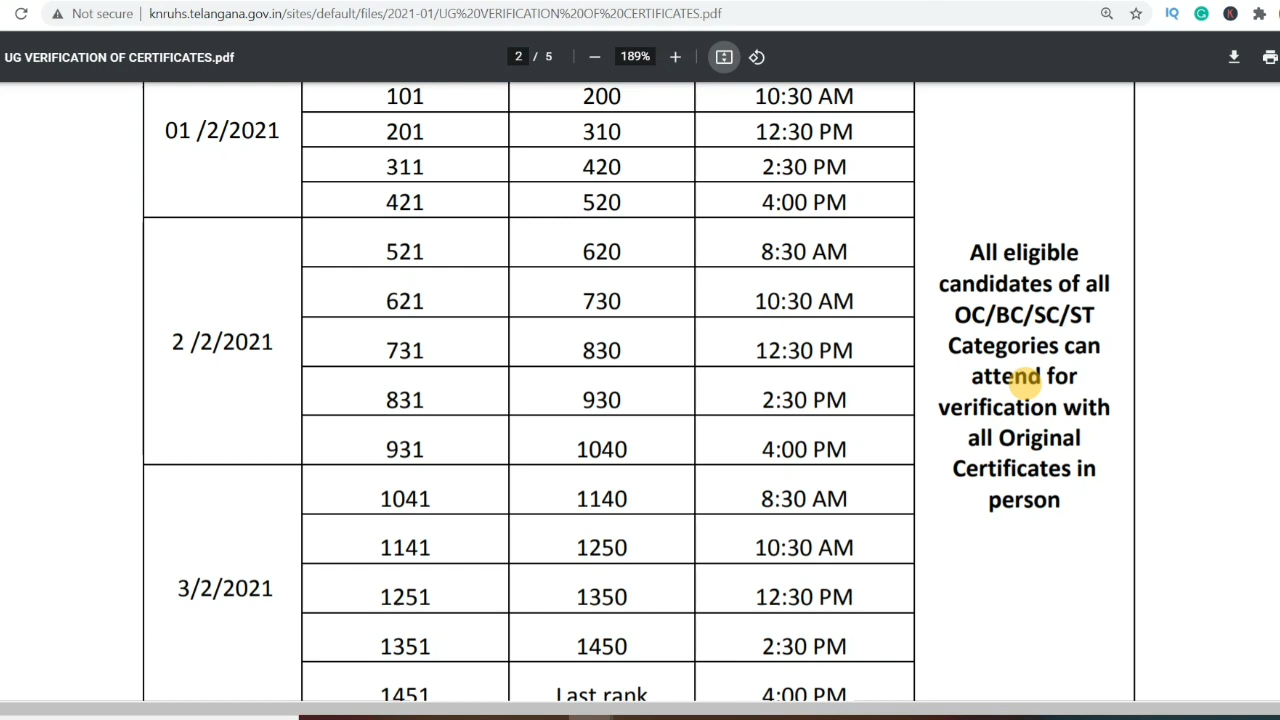 Not secure | knruhs.telangana.gov.in/sites/default/files/2021-01/UG%20VERIFICATION%20OF%20CERTIFICATES.pdf
IQ
G
K
UG VERIFICATION OF CERTIFICATES.pdf
2 / 5
189%
01 /2/2021
101 200 10:30 AM
201 310 12:30 PM
311 420 2:30 PM
421 520 4:00 PM
2 /2/2021
521 620 8:30 AM
621 730 10:30 AM
731 830 12:30 PM
831 930 2:30 PM
931 1040 4:00 PM
3/2/2021
1041 1140 8:30 AM
1141 1250 10:30 AM
1251 1350 12:30 PM
1351 1450 2:30 PM
1451 Last rank 4:00 PM
All eligible
candidates of all
OC/BC/SC/ST
Categories can
attend for
verification with
all Original
Certificates in
person